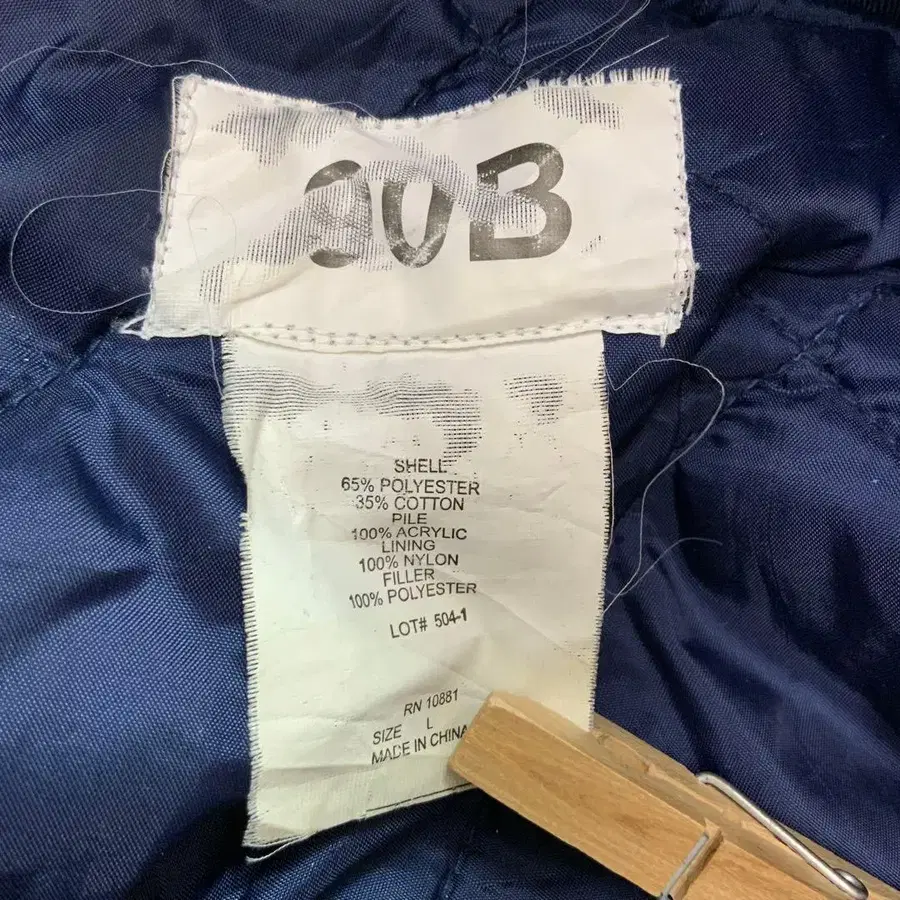 SHELL
65% POLYESTER
35% COTTON
PILE
100% ACRYLIC
LINING
100% NYLON
FILLER
100% POLYESTER
LOT# 504-1
RN 10881
SIZE L
MADE IN CHINA